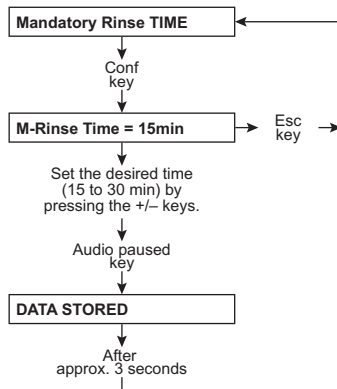 Mandatory Rinse TIME
Conf
key
M-Rinse Time = 15min
Esc
key
Set the desired time
(15 to 30 min) by
pressing the +/– keys.
Audio paused
key
DATA STORED
After
approx. 3 seconds